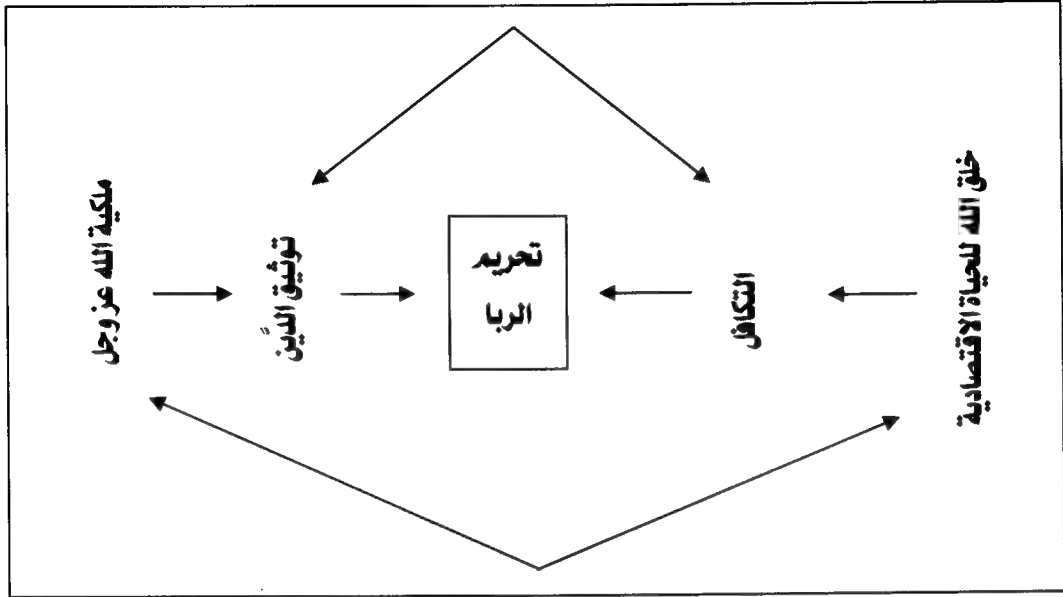 خلق الله للحياة الاقتصادية
التكافل
تحريم
الربا
توثيق الدَّين
ملكية الله عز وجل